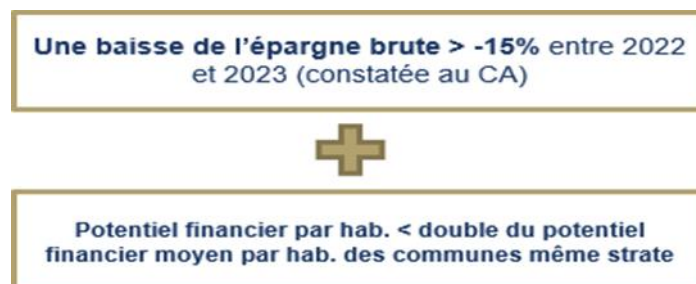 Une baisse de l'épargne brute > -15% entre 2022
et 2023 (constatée au CA)
Potentiel financier par hab. < double du potentiel
financier moyen par hab. des communes même strate